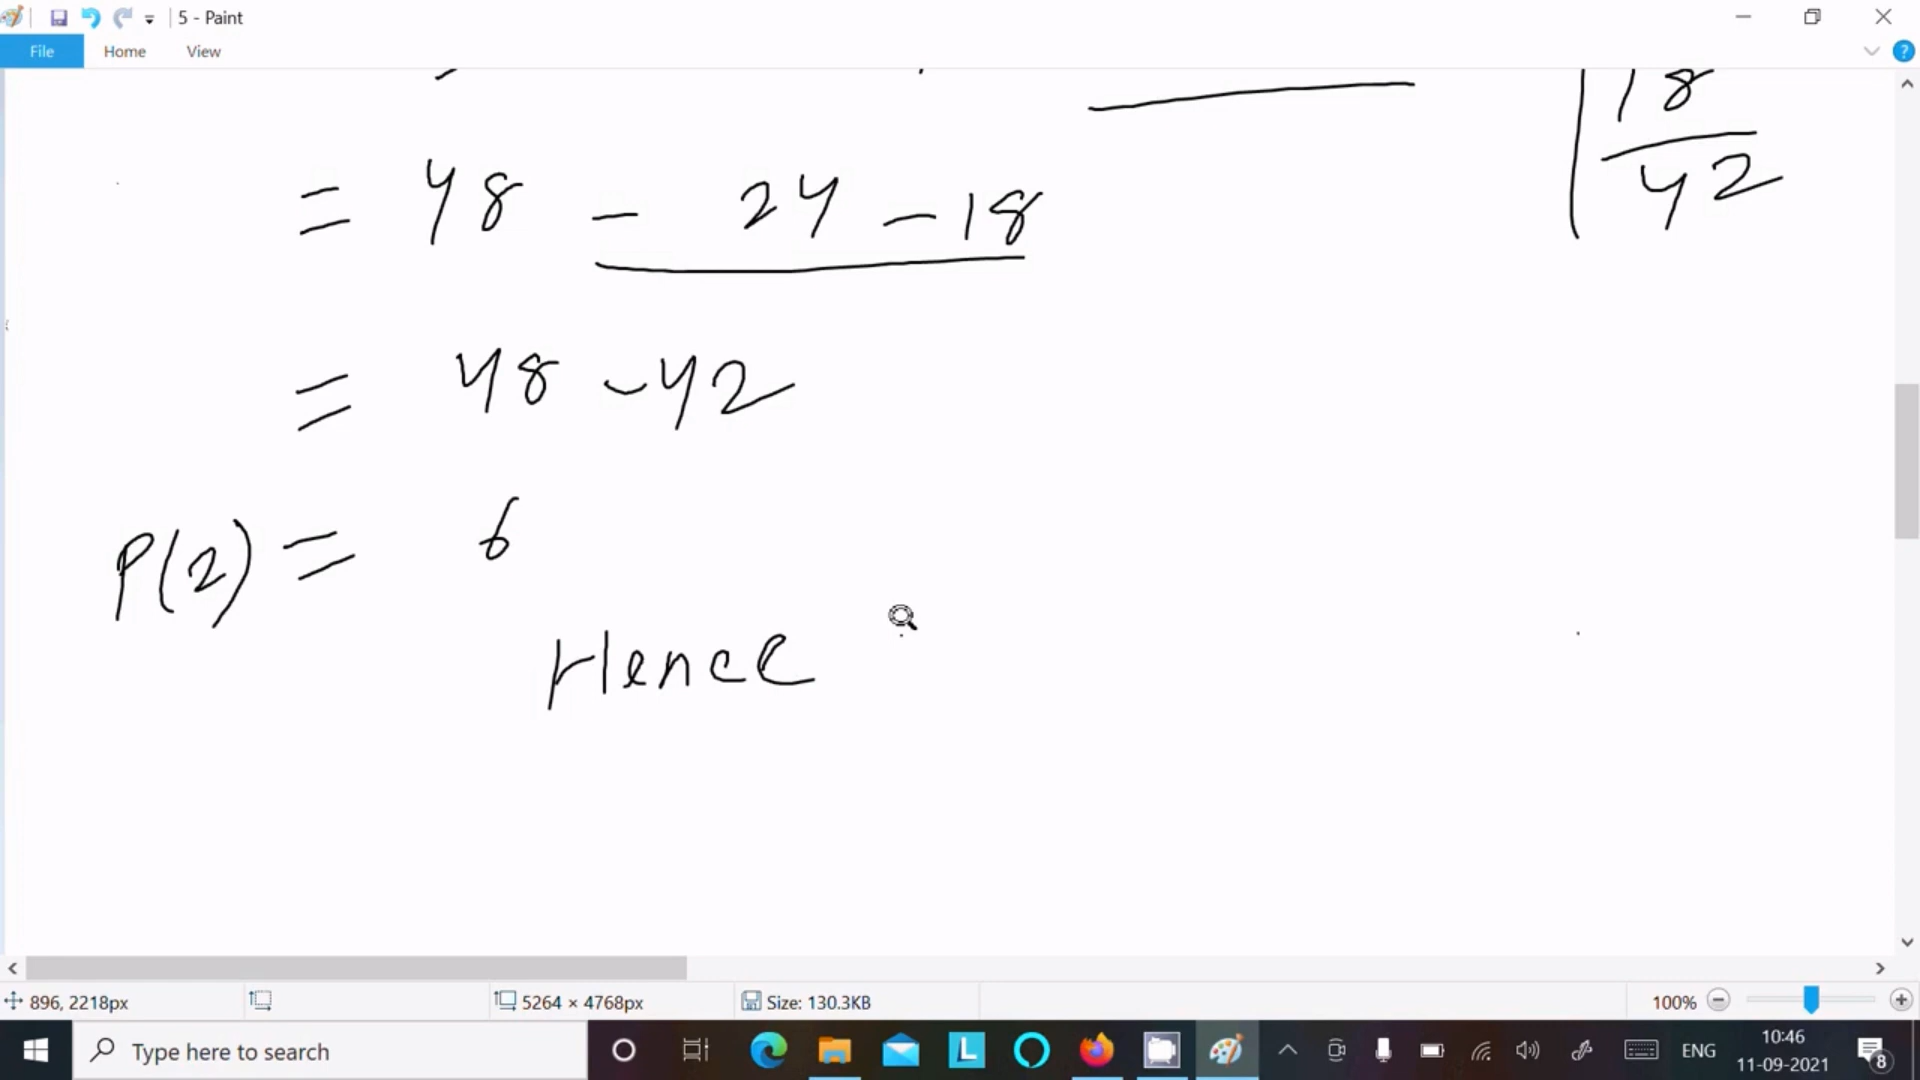 5 - Paint
File Home View
18
= 48 - 24 - 18
42
= 48 - 42
P(2) = 6
Hence
896, 2218px
5264 × 4768px
Size: 130.3KB
100%
Type here to search
L
ENG
10:46
11-09-2021
8